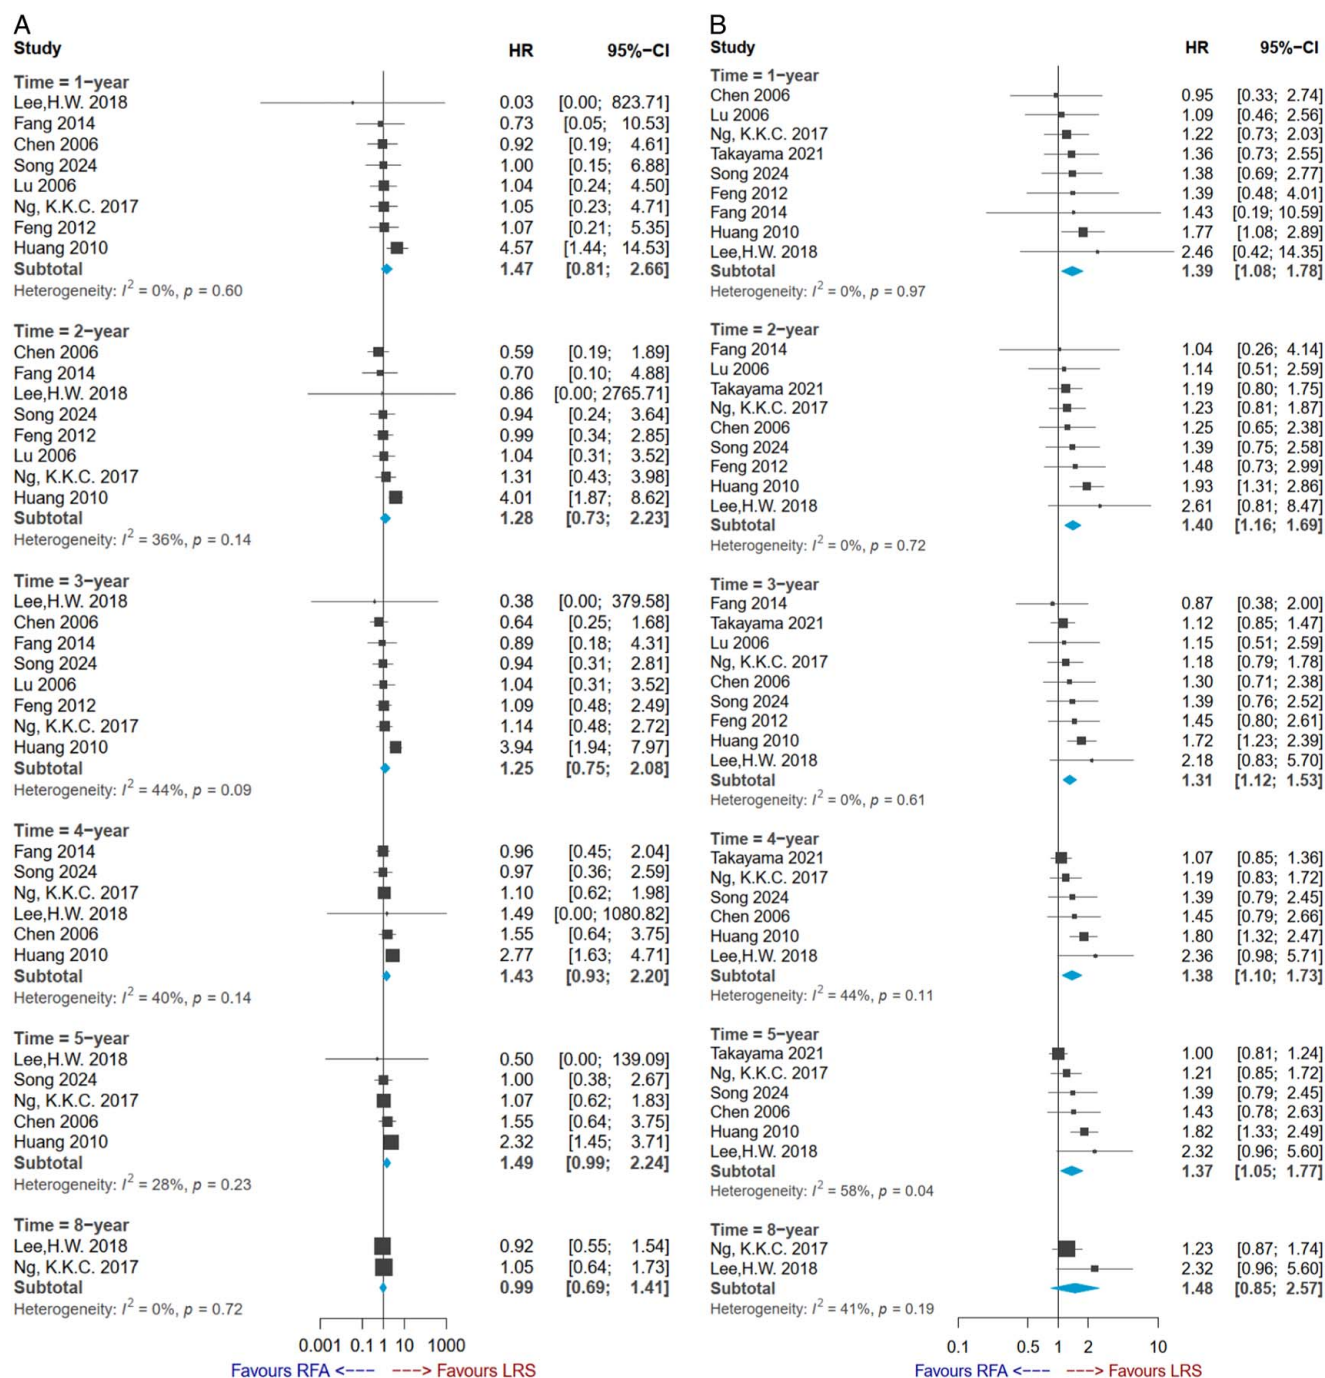 A
Study HR 95%−CI
Time = 1−year
Lee,H.W. 2018 0.03 [0.00; 823.71]
Fang 2014 0.73 [0.05; 10.53]
Chen 2006 0.92 [0.19; 4.61]
Song 2024 1.00 [0.15; 6.88]
Lu 2006 1.04 [0.24; 4.50]
Ng, K.K.C. 2017 1.05 [0.23; 4.71]
Feng 2012 1.07 [0.21; 5.35]
Huang 2010 4.57 [1.44; 14.53]
Subtotal 1.47 [0.81; 2.66]
Heterogeneity: I² = 0%, p = 0.60
Time = 2−year
Chen 2006 0.59 [0.19; 1.89]
Fang 2014 0.70 [0.10; 4.88]
Lee,H.W. 2018 0.86 [0.00; 2765.71]
Song 2024 0.94 [0.24; 3.64]
Feng 2012 0.99 [0.34; 2.85]
Lu 2006 1.04 [0.31; 3.52]
Ng, K.K.C. 2017 1.31 [0.43; 3.98]
Huang 2010 4.01 [1.87; 8.62]
Subtotal 1.28 [0.73; 2.23]
Heterogeneity: I² = 36%, p = 0.14
Time = 3−year
Lee,H.W. 2018 0.38 [0.00; 379.58]
Chen 2006 0.64 [0.25; 1.68]
Fang 2014 0.89 [0.18; 4.31]
Song 2024 0.94 [0.31; 2.81]
Lu 2006 1.04 [0.31; 3.52]
Feng 2012 1.09 [0.48; 2.49]
Ng, K.K.C. 2017 1.14 [0.48; 2.72]
Huang 2010 3.94 [1.94; 7.97]
Subtotal 1.25 [0.75; 2.08]
Heterogeneity: I² = 44%, p = 0.09
Time = 4−year
Fang 2014 0.96 [0.45; 2.04]
Song 2024 0.97 [0.36; 2.59]
Ng, K.K.C. 2017 1.10 [0.62; 1.98]
Lee,H.W. 2018 1.49 [0.00; 1080.82]
Chen 2006 1.55 [0.64; 3.75]
Huang 2010 2.77 [1.63; 4.71]
Subtotal 1.43 [0.93; 2.20]
Heterogeneity: I² = 40%, p = 0.14
Time = 5−year
Lee,H.W. 2018 0.50 [0.00; 139.09]
Song 2024 1.00 [0.38; 2.67]
Ng, K.K.C. 2017 1.07 [0.62; 1.83]
Chen 2006 1.55 [0.64; 3.75]
Huang 2010 2.32 [1.45; 3.71]
Subtotal 1.49 [0.99; 2.24]
Heterogeneity: I² = 28%, p = 0.23
Time = 8−year
Lee,H.W. 2018 0.92 [0.55; 1.54]
Ng, K.K.C. 2017 1.05 [0.64; 1.73]
Subtotal 0.99 [0.69; 1.41]
Heterogeneity: I² = 0%, p = 0.72
0.001 0.1 1 10 1000
Favours RFA <−−− −−−> Favours LRS
B
Study HR 95%−CI
Time = 1−year
Chen 2006 0.95 [0.33; 2.74]
Lu 2006 1.09 [0.46; 2.56]
Ng, K.K.C. 2017 1.22 [0.73; 2.03]
Takayama 2021 1.36 [0.73; 2.55]
Song 2024 1.38 [0.69; 2.77]
Feng 2012 1.39 [0.48; 4.01]
Fang 2014 1.43 [0.19; 10.59]
Huang 2010 1.77 [1.08; 2.89]
Lee,H.W. 2018 2.46 [0.42; 14.35]
Subtotal 1.39 [1.08; 1.78]
Heterogeneity: I² = 0%, p = 0.97
Time = 2−year
Fang 2014 1.04 [0.26; 4.14]
Lu 2006 1.14 [0.51; 2.59]
Takayama 2021 1.19 [0.80; 1.75]
Ng, K.K.C. 2017 1.23 [0.81; 1.87]
Chen 2006 1.25 [0.65; 2.38]
Song 2024 1.39 [0.75; 2.58]
Feng 2012 1.48 [0.73; 2.99]
Huang 2010 1.93 [1.31; 2.86]
Lee,H.W. 2018 2.61 [0.81; 8.47]
Subtotal 1.40 [1.16; 1.69]
Heterogeneity: I² = 0%, p = 0.72
Time = 3−year
Fang 2014 0.87 [0.38; 2.00]
Takayama 2021 1.12 [0.85; 1.47]
Lu 2006 1.15 [0.51; 2.59]
Ng, K.K.C. 2017 1.18 [0.79; 1.78]
Chen 2006 1.30 [0.71; 2.38]
Song 2024 1.39 [0.76; 2.52]
Feng 2012 1.45 [0.80; 2.61]
Huang 2010 1.72 [1.23; 2.39]
Lee,H.W. 2018 2.18 [0.83; 5.70]
Subtotal 1.31 [1.12; 1.53]
Heterogeneity: I² = 0%, p = 0.61
Time = 4−year
Takayama 2021 1.07 [0.85; 1.36]
Ng, K.K.C. 2017 1.19 [0.83; 1.72]
Song 2024 1.39 [0.79; 2.45]
Chen 2006 1.45 [0.79; 2.66]
Huang 2010 1.80 [1.32; 2.47]
Lee,H.W. 2018 2.36 [0.98; 5.71]
Subtotal 1.38 [1.10; 1.73]
Heterogeneity: I² = 44%, p = 0.11
Time = 5−year
Takayama 2021 1.00 [0.81; 1.24]
Ng, K.K.C. 2017 1.21 [0.85; 1.72]
Song 2024 1.39 [0.79; 2.45]
Chen 2006 1.43 [0.78; 2.63]
Huang 2010 1.82 [1.33; 2.49]
Lee,H.W. 2018 2.32 [0.96; 5.60]
Subtotal 1.37 [1.05; 1.77]
Heterogeneity: I² = 58%, p = 0.04
Time = 8−year
Ng, K.K.C. 2017 1.23 [0.87; 1.74]
Lee,H.W. 2018 2.32 [0.96; 5.60]
Subtotal 1.48 [0.85; 2.57]
Heterogeneity: I² = 41%, p = 0.19
0.1 0.5 1 2 10
Favours RFA <−−− −−−> Favours LRS